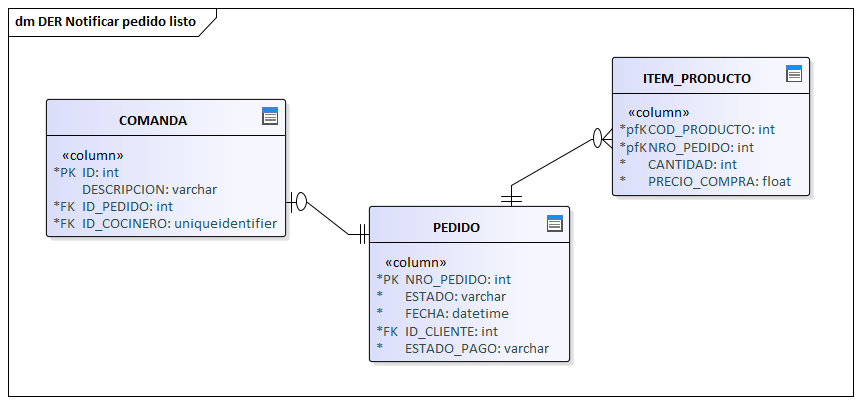 dm DER Notificar pedido listo
COMANDA
«column»
*PK ID: int
DESCRIPCION: varchar
*FK ID_PEDIDO: int
*FK ID_COCINERO: uniqueidentifier
PEDIDO
«column»
*PK NRO_PEDIDO: int
* ESTADO: varchar
* FECHA: datetime
*FK ID_CLIENTE: int
* ESTADO_PAGO: varchar
ITEM_PRODUCTO
«column»
*pfK COD_PRODUCTO: int
*pfK NRO_PEDIDO: int
* CANTIDAD: int
* PRECIO_COMPRA: float